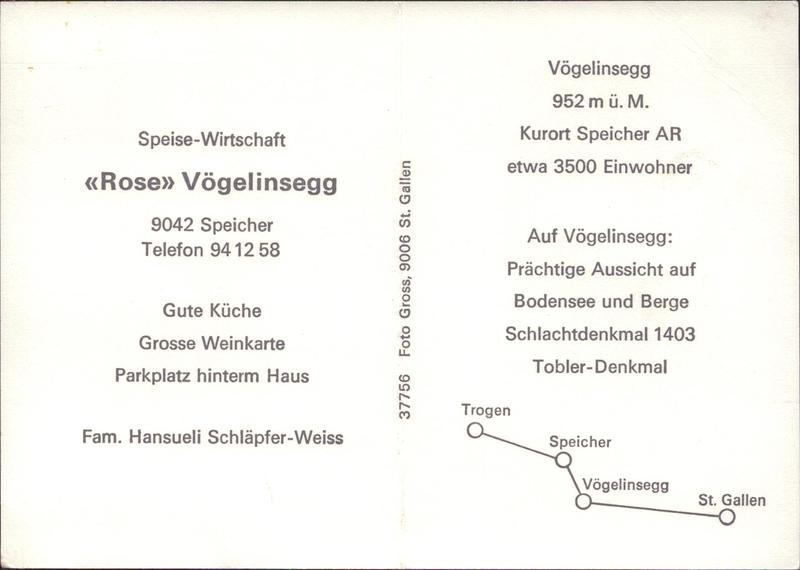 Speise-Wirtschaft
«Rose» Vögelinsegg
9042 Speicher
Telefon 94 12 58
Gute Küche
Grosse Weinkarte
Parkplatz hinterm Haus
Fam. Hansueli Schläpfer-Weiss
37756 Foto Gross, 9006 St. Gallen
Vögelinsegg
952 m ü. M.
Kurort Speicher AR
etwa 3500 Einwohner
Auf Vögelinsegg:
Prächtige Aussicht auf
Bodensee und Berge
Schlachtdenkmal 1403
Tobler-Denkmal
Trogen
Speicher
Vögelinsegg
St. Gallen